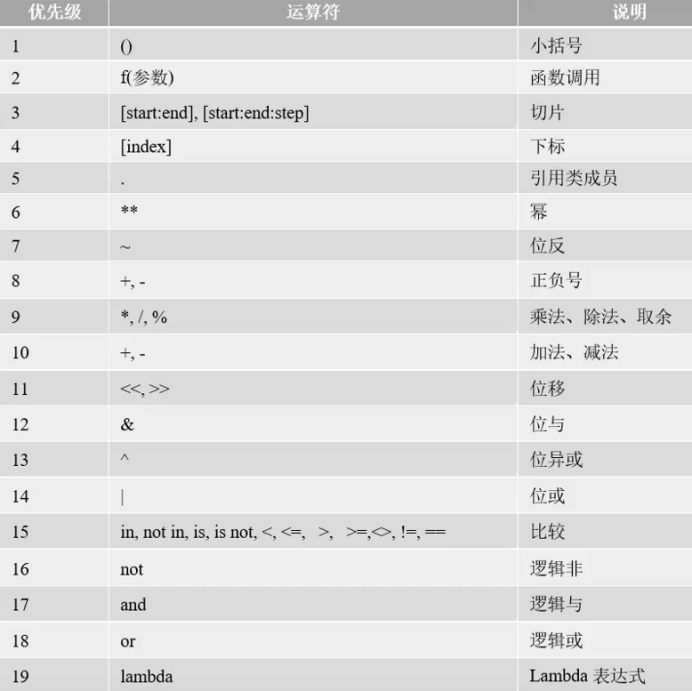 优先级 运算符 说明
1 () 小括号
2 f(参数) 函数调用
3 [start:end], [start:end:step] 切片
4 [index] 下标
5 . 引用类成员
6 ** 幂
7 ~ 位反
8 +, - 正负号
9 *, /, % 乘法、除法、取余
10 +, - 加法、减法
11 <<, >> 位移
12 & 位与
13 ^ 位异或
14 | 位或
15 in, not in, is, is not, <, <=, >, >=,<>, !=, == 比较
16 not 逻辑非
17 and 逻辑与
18 or 逻辑或
19 lambda Lambda 表达式